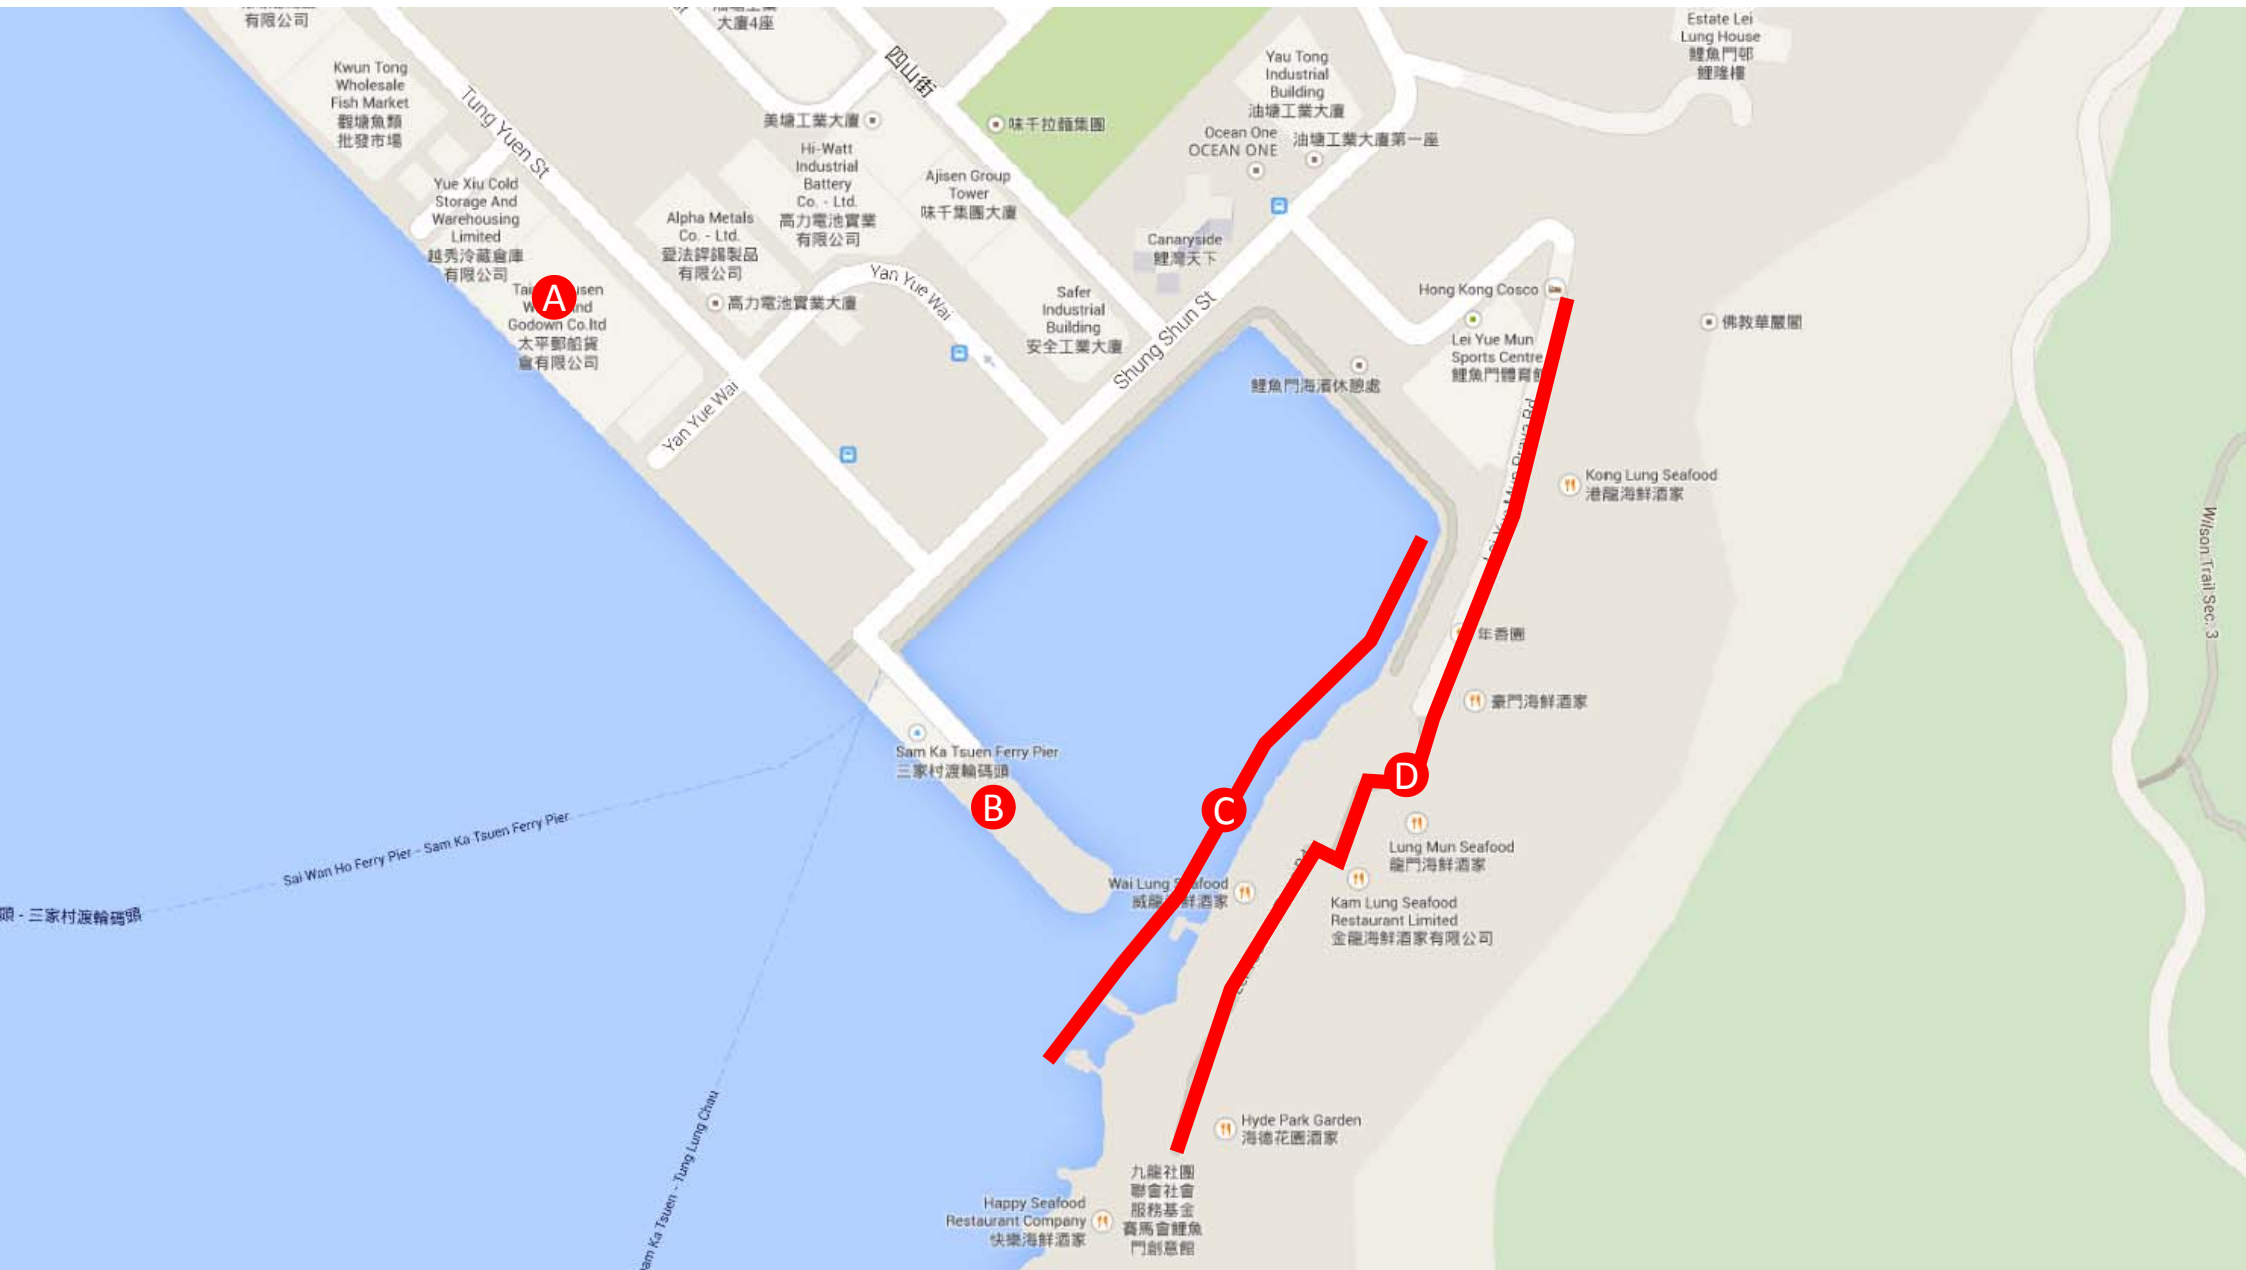 有限公司
大廈4座
Estate Lei
Lung House
鯉魚門邨
鯉隆樓
Kwun Tong
Wholesale
Fish Market
觀塘魚類
批發市場
Tung Yuen St
四山街
Yau Tong
Industrial
Building
油塘工業大廈
美塘工業大廈
味千拉麵集團
Ocean One
OCEAN ONE
油塘工業大廈第一座
Hi-Watt
Industrial
Battery
Co. - Ltd.
高力電池實業
有限公司
Ajisen Group
Tower
味千集團大廈
Yue Xiu Cold
Storage And
Warehousing
Limited
越秀冷藏倉庫
有限公司
Alpha Metals
Co. - Ltd.
愛法銲錫製品
有限公司
Canaryside
鯉灣天下
A
Godown Co.ltd
太平郵船貨
倉有限公司
高力電池實業大廈
Yan Yue Wai
Safer
Industrial
Building
安全工業大廈
Shung Shun St
Hong Kong Cosco
Lei Yue Mun
Sports Centre
鯉魚門體育館
佛教華嚴閣
鯉魚門海濱休憩處
Yan Yue Wai
Kong Lung Seafood
港龍海鮮酒家
Wilson Trail Sec. 3
年香園
豪門海鮮酒家
Sam Ka Tsuen Ferry Pier
三家村渡輪碼頭
B
C
D
Lung Mun Seafood
龍門海鮮酒家
Sai Wan Ho Ferry Pier - Sam Ka Tsuen Ferry Pier
頭 - 三家村渡輪碼頭
Wai Lung Seafood
威龍海鮮酒家
Kam Lung Seafood
Restaurant Limited
金龍海鮮酒家有限公司
Ka Tsuen - Tung Lung Chau
Hyde Park Garden
海德花園酒家
九龍社團
聯會社會
服務基金
賽馬會鯉魚
門創意館
Happy Seafood
Restaurant Company
快樂海鮮酒家